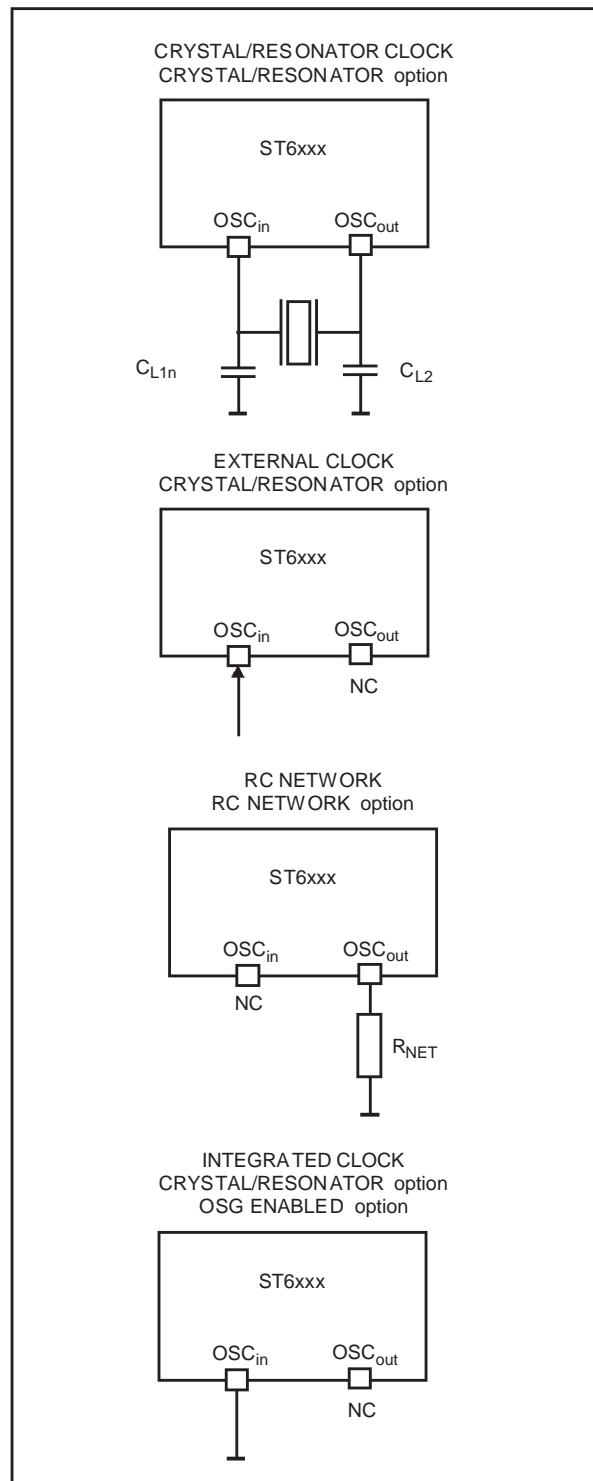 CRYSTAL/RESONATOR CLOCK
CRYSTAL/RESONATOR option
ST6xxx
OSCin OSCout
CL1n CL2
EXTERNAL CLOCK
CRYSTAL/RESONATOR option
ST6xxx
OSCin OSCout
NC
RC NETWORK
RC NETWORK option
ST6xxx
OSCin OSCout
NC
RNET
INTEGRATED CLOCK
CRYSTAL/RESONATOR option
OSG ENABLED option
ST6xxx
OSCin OSCout
NC